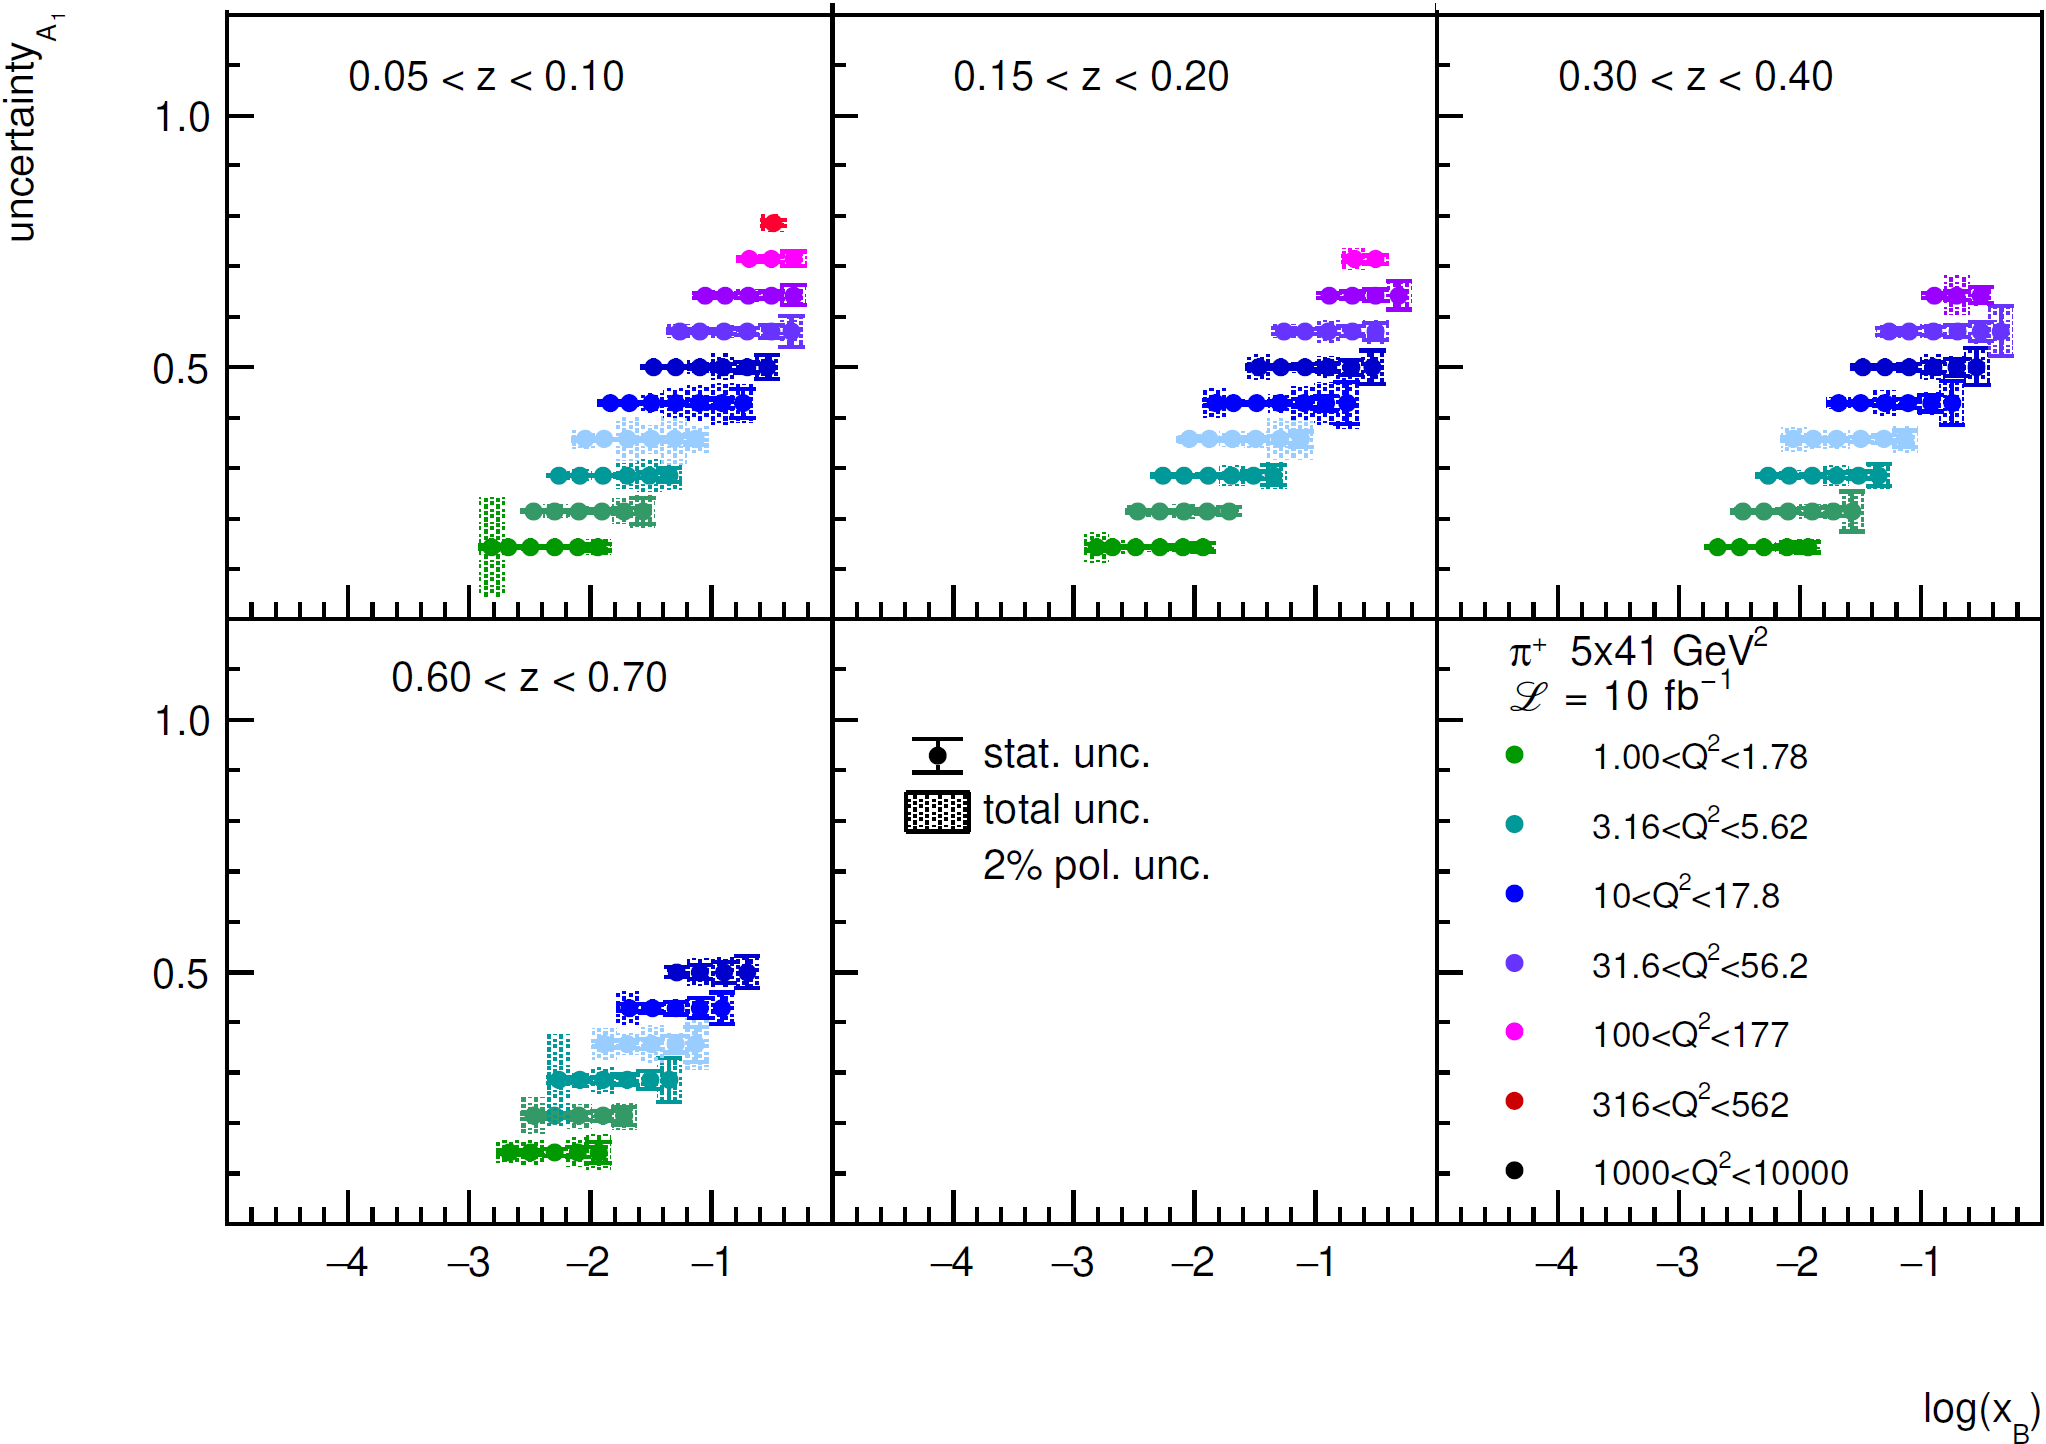 uncertainty_A₁
0.05 < z < 0.10
0.15 < z < 0.20
0.30 < z < 0.40
1.0
0.5
0.60 < z < 0.70
1.0
0.5
stat. unc.
total unc.
2% pol. unc.
π⁺ 5x41 GeV²
ℒ = 10 fb⁻¹
1.00<Q²<1.78
3.16<Q²<5.62
10<Q²<17.8
31.6<Q²<56.2
100<Q²<177
316<Q²<562
1000<Q²<10000
−4 −3 −2 −1 −4 −3 −2 −1 −4 −3 −2 −1
log(x_B)